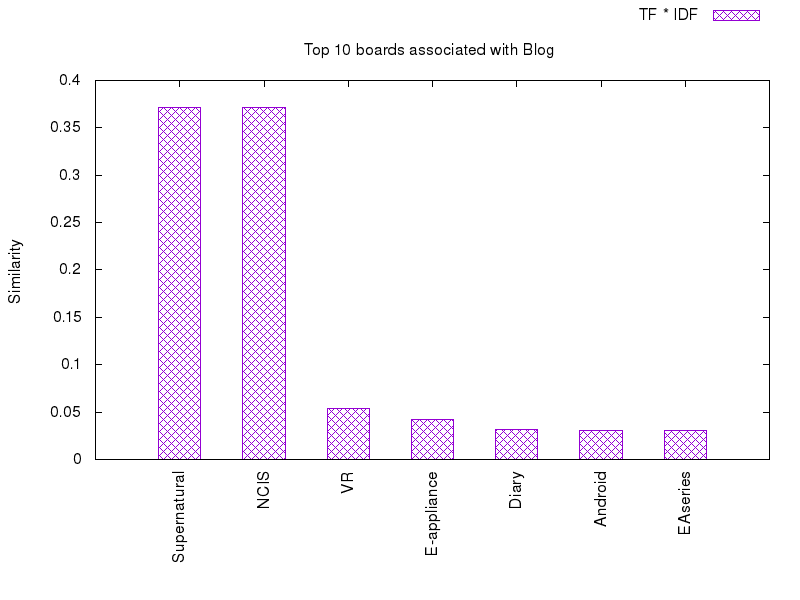 TF * IDF
Top 10 boards associated with Blog
0.4
0.35
0.3
0.25
0.2
0.15
0.1
0.05
0
Similarity
Supernatural
NCIS
VR
E-appliance
Diary
Android
EAseries